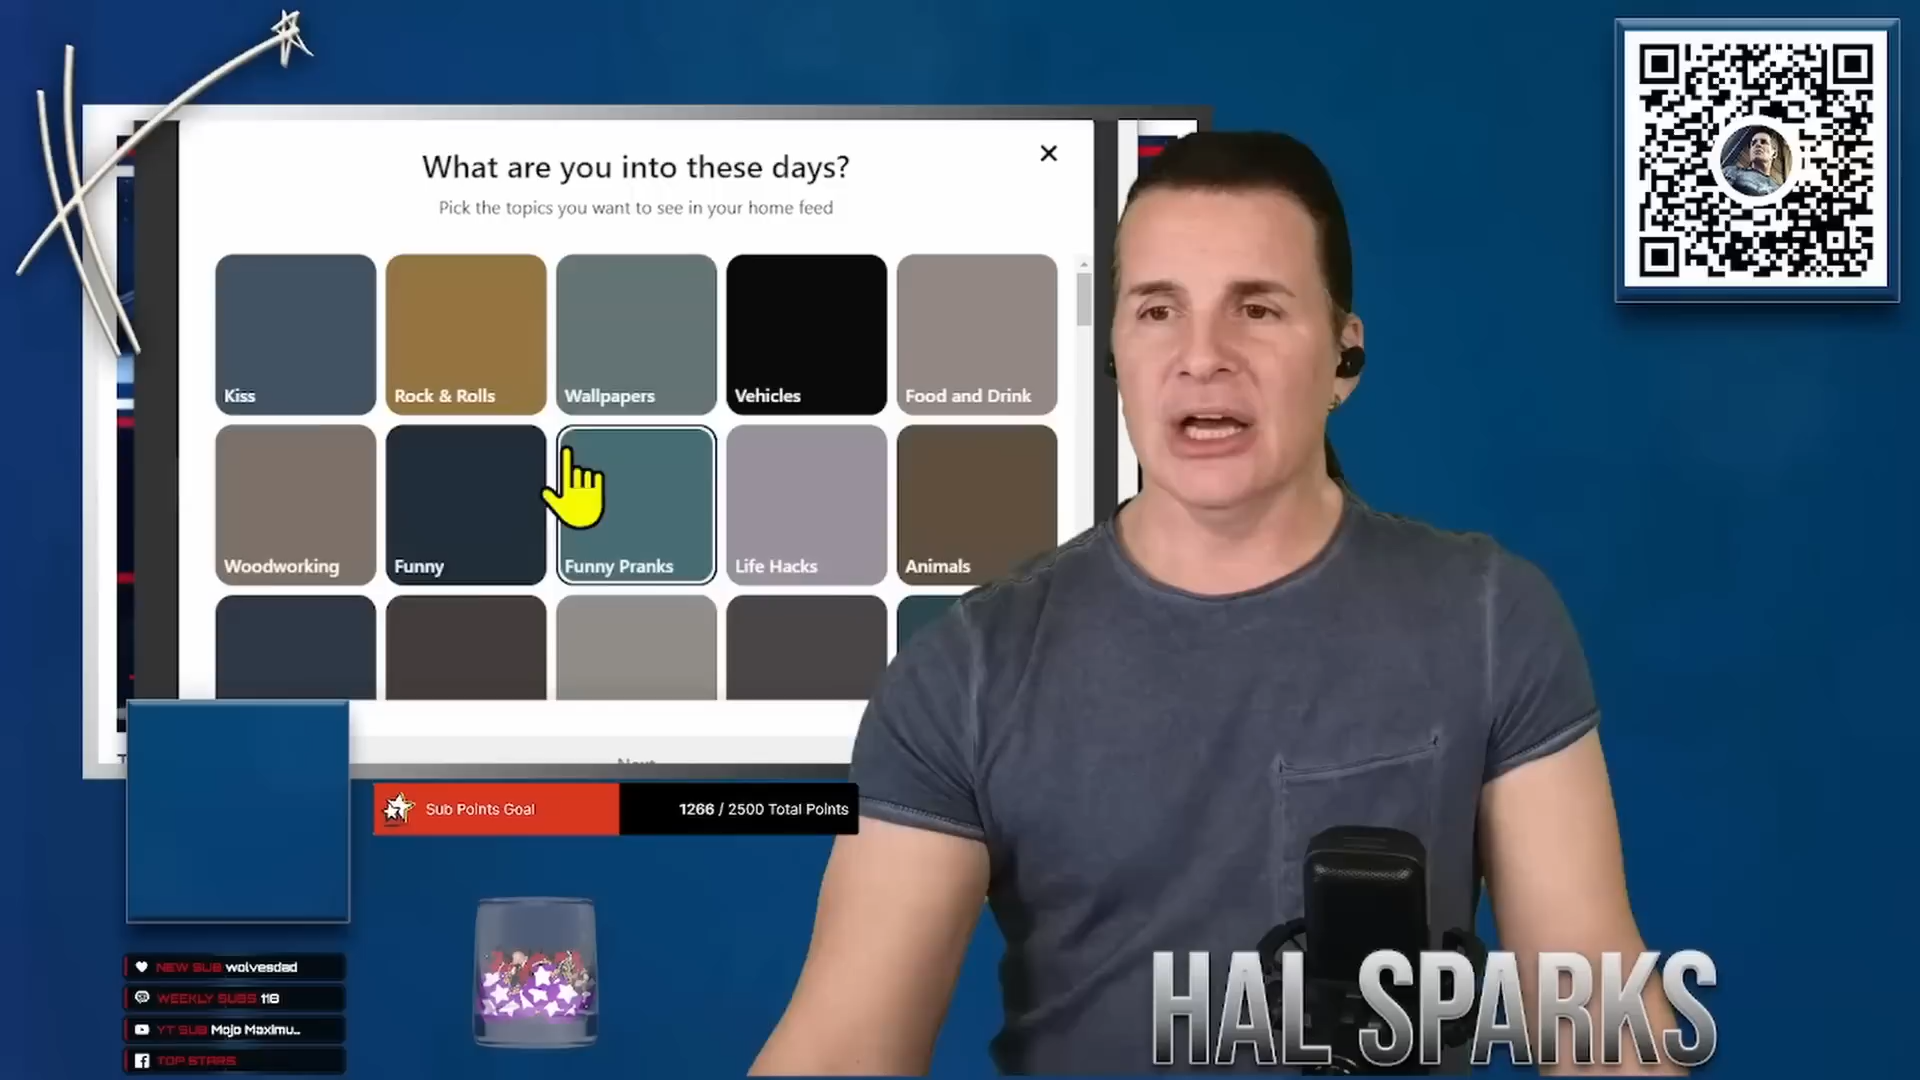 What are you into these days?
Pick the topics you want to see in your home feed
Kiss
Rock & Rolls
Wallpapers
Vehicles
Food and Drink
Woodworking
Funny
Funny Pranks
Life Hacks
Animals
Sub Points Goal
1266 / 2500 Total Points
NEW SUB wolvesdad
WEEKLY SUBS 118
YT SUB Mojo Maximu...
TOP STARS
HAL SPARKS